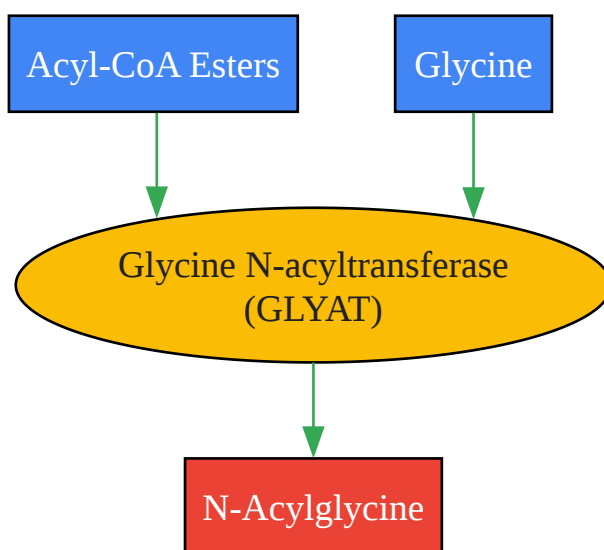 Acyl-CoA Esters
Glycine
Glycine N-acyltransferase
(GLYAT)
N-Acylglycine